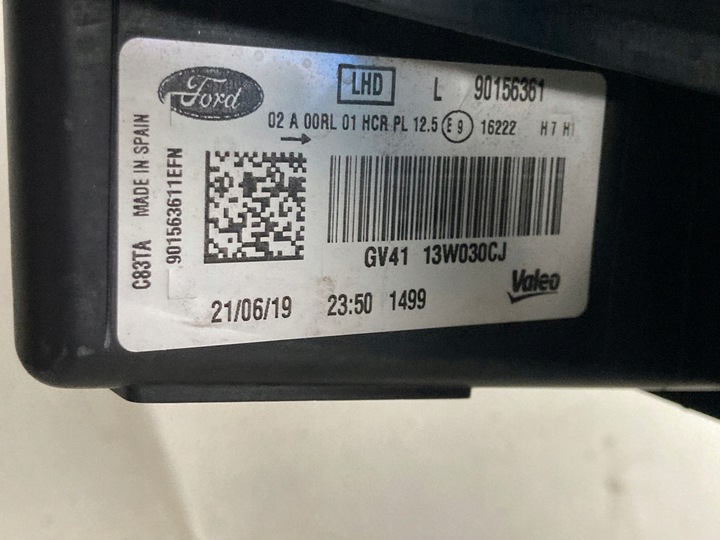 Ford
LHD L 90156361
02 A 00RL 01 HCR PL 12.5 E9 16222 H7 H1
C83TA MADE IN SPAIN
901563611EFN
GV41 13W030CJ
21/06/19 23:50 1499
Valeo